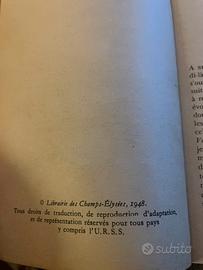 © Librairie des Champs-Élysées, 1948.
Tous droits de traduction, de reproduction d'adaptation,
et de représentation réservés pour tous pays
y compris l'U.R.S.S.
subito